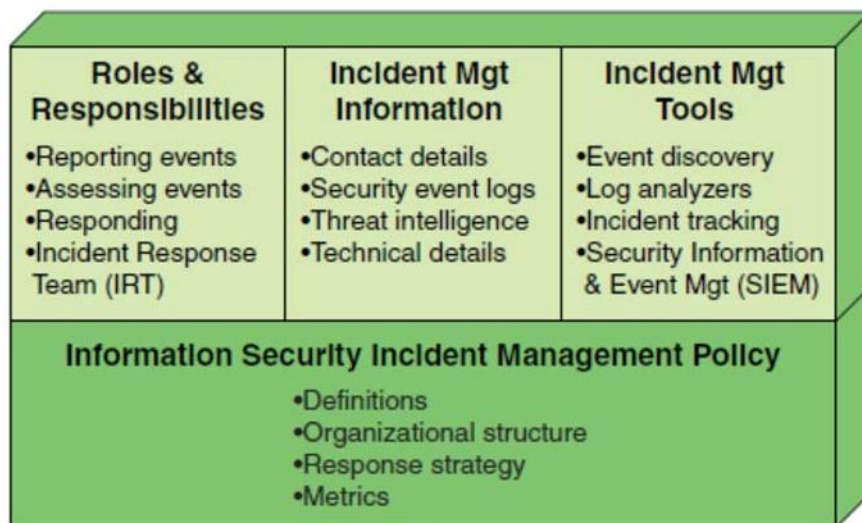 Roles &
Responsibilities
•Reporting events
•Assessing events
•Responding
•Incident Response
Team (IRT)
Incident Mgt
Information
•Contact details
•Security event logs
•Threat intelligence
•Technical details
Incident Mgt
Tools
•Event discovery
•Log analyzers
•Incident tracking
•Security Information
& Event Mgt (SIEM)
Information Security Incident Management Policy
•Definitions
•Organizational structure
•Response strategy
•Metrics